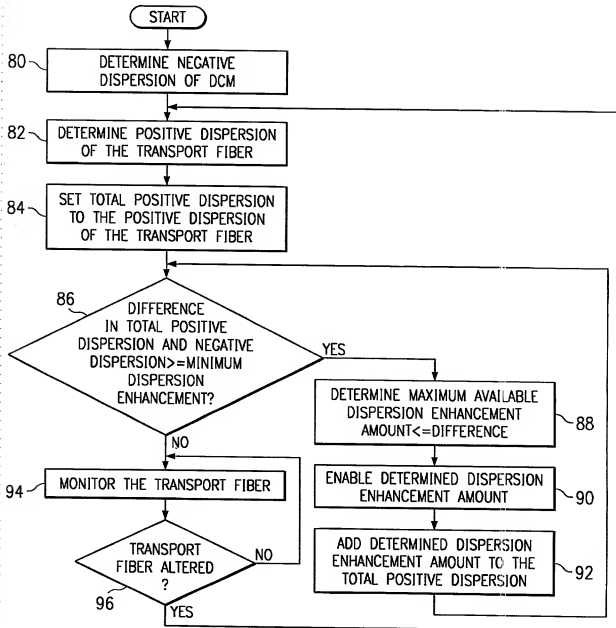 START
80
DETERMINE NEGATIVE
DISPERSION OF DCM
82
DETERMINE POSITIVE DISPERSION
OF THE TRANSPORT FIBER
84
SET TOTAL POSITIVE DISPERSION
TO THE POSITIVE DISPERSION
OF THE TRANSPORT FIBER
86
DIFFERENCE
IN TOTAL POSITIVE
DISPERSION AND NEGATIVE
DISPERSION>=MINIMUM
DISPERSION
ENHANCEMENT?
YES
NO
DETERMINE MAXIMUM AVAILABLE
DISPERSION ENHANCEMENT
AMOUNT<=DIFFERENCE
88
ENABLE DETERMINED DISPERSION
ENHANCEMENT AMOUNT
90
ADD DETERMINED DISPERSION
ENHANCEMENT AMOUNT TO THE
TOTAL POSITIVE DISPERSION
92
94
MONITOR THE TRANSPORT FIBER
TRANSPORT
FIBER ALTERED
?
NO
96
YES